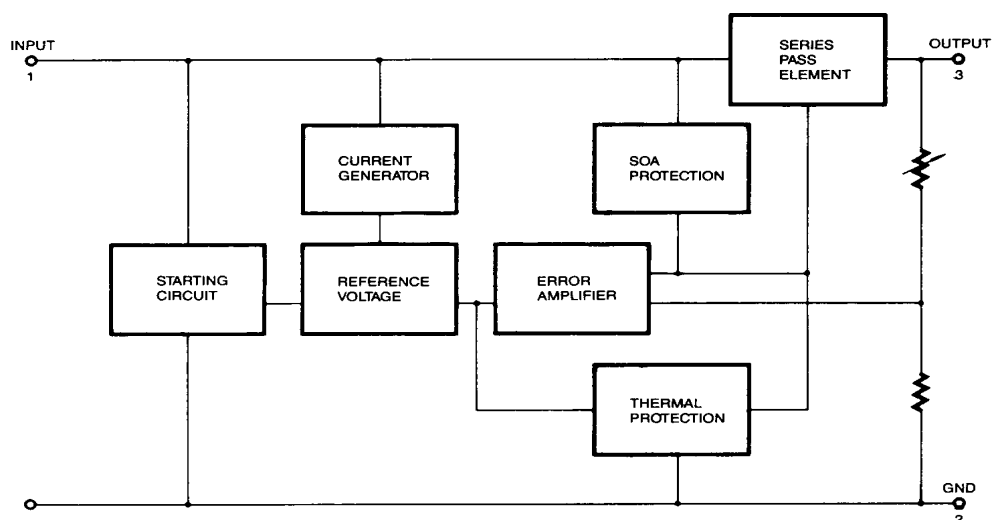 INPUT
1
SERIES
PASS
ELEMENT
OUTPUT
3
CURRENT
GENERATOR
SOA
PROTECTION
STARTING
CIRCUIT
REFERENCE
VOLTAGE
ERROR
AMPLIFIER
THERMAL
PROTECTION
GND
2